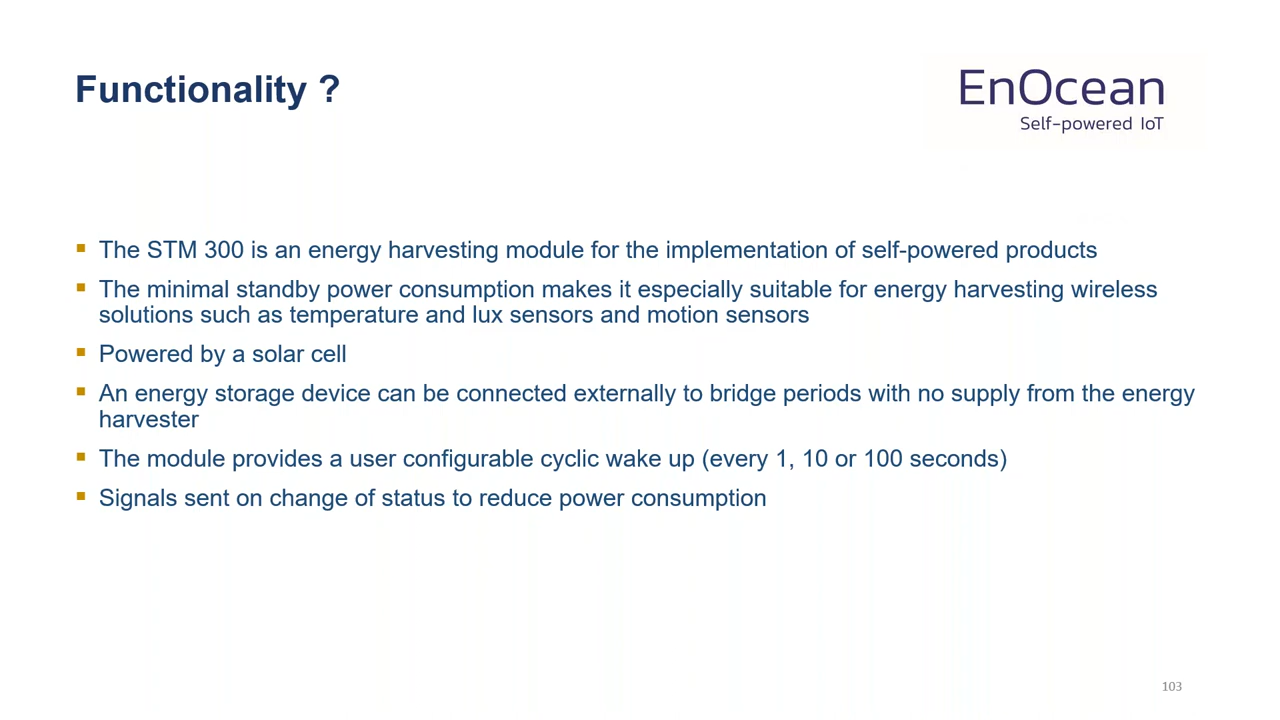 Functionality ?
EnOcean
Self-powered IoT
▪ The STM 300 is an energy harvesting module for the implementation of self-powered products
▪ The minimal standby power consumption makes it especially suitable for energy harvesting wireless
solutions such as temperature and lux sensors and motion sensors
▪ Powered by a solar cell
▪ An energy storage device can be connected externally to bridge periods with no supply from the energy
harvester
▪ The module provides a user configurable cyclic wake up (every 1, 10 or 100 seconds)
▪ Signals sent on change of status to reduce power consumption
103